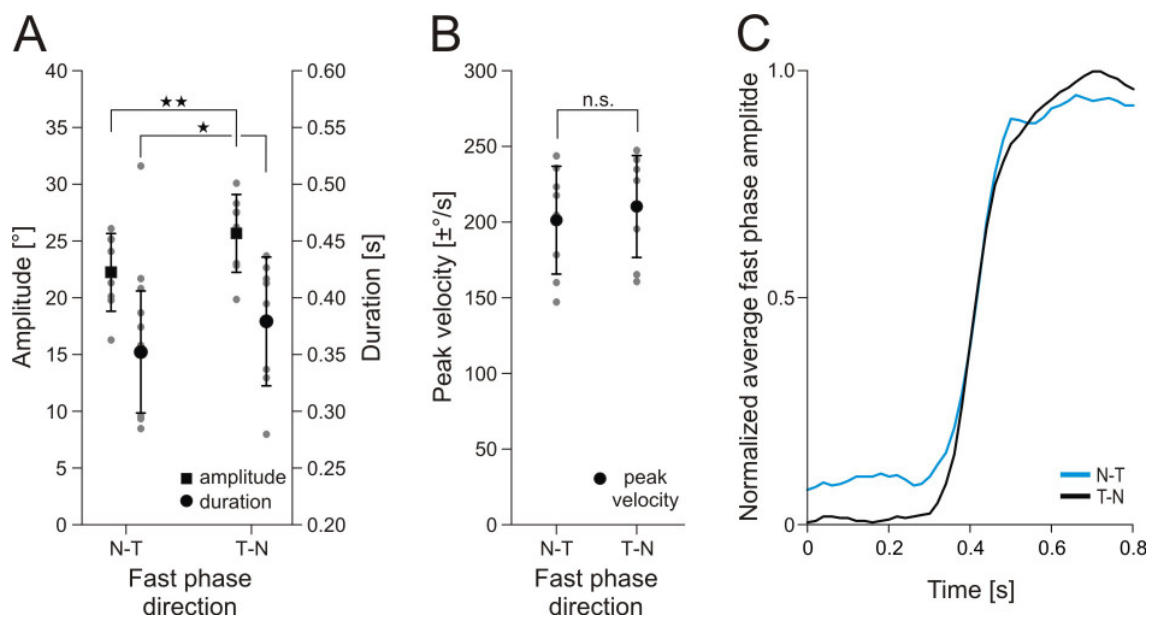 A
40
35
30
25
20
15
10
5
0
Amplitude [°]
0.60
0.55
0.50
0.45
0.40
0.35
0.30
0.25
0.20
Duration [s]
★★
★
amplitude
duration
N-T
T-N
Fast phase
direction
B
300
250
200
150
100
50
0
Peak velocity [±°/s]
n.s.
peak
velocity
N-T
T-N
Fast phase
direction
C
1.0
0.5
0
Normalized average fast phase amplitde
N-T
T-N
0
0.2
0.4
0.6
0.8
Time [s]